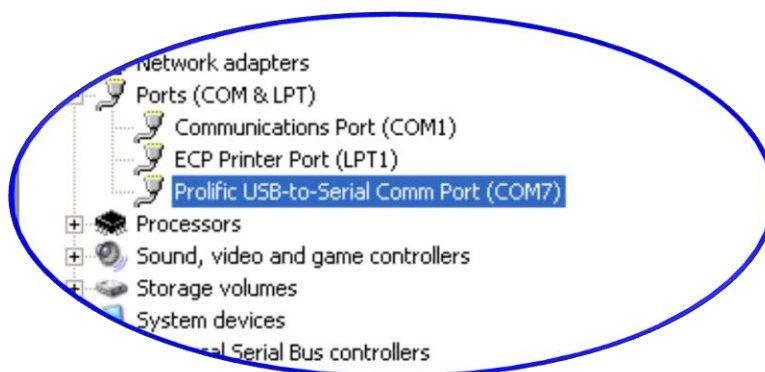 Network adapters
Ports (COM & LPT)
Communications Port (COM1)
ECP Printer Port (LPT1)
Prolific USB-to-Serial Comm Port (COM7)
Processors
Sound, video and game controllers
Storage volumes
System devices
Serial Bus controllers